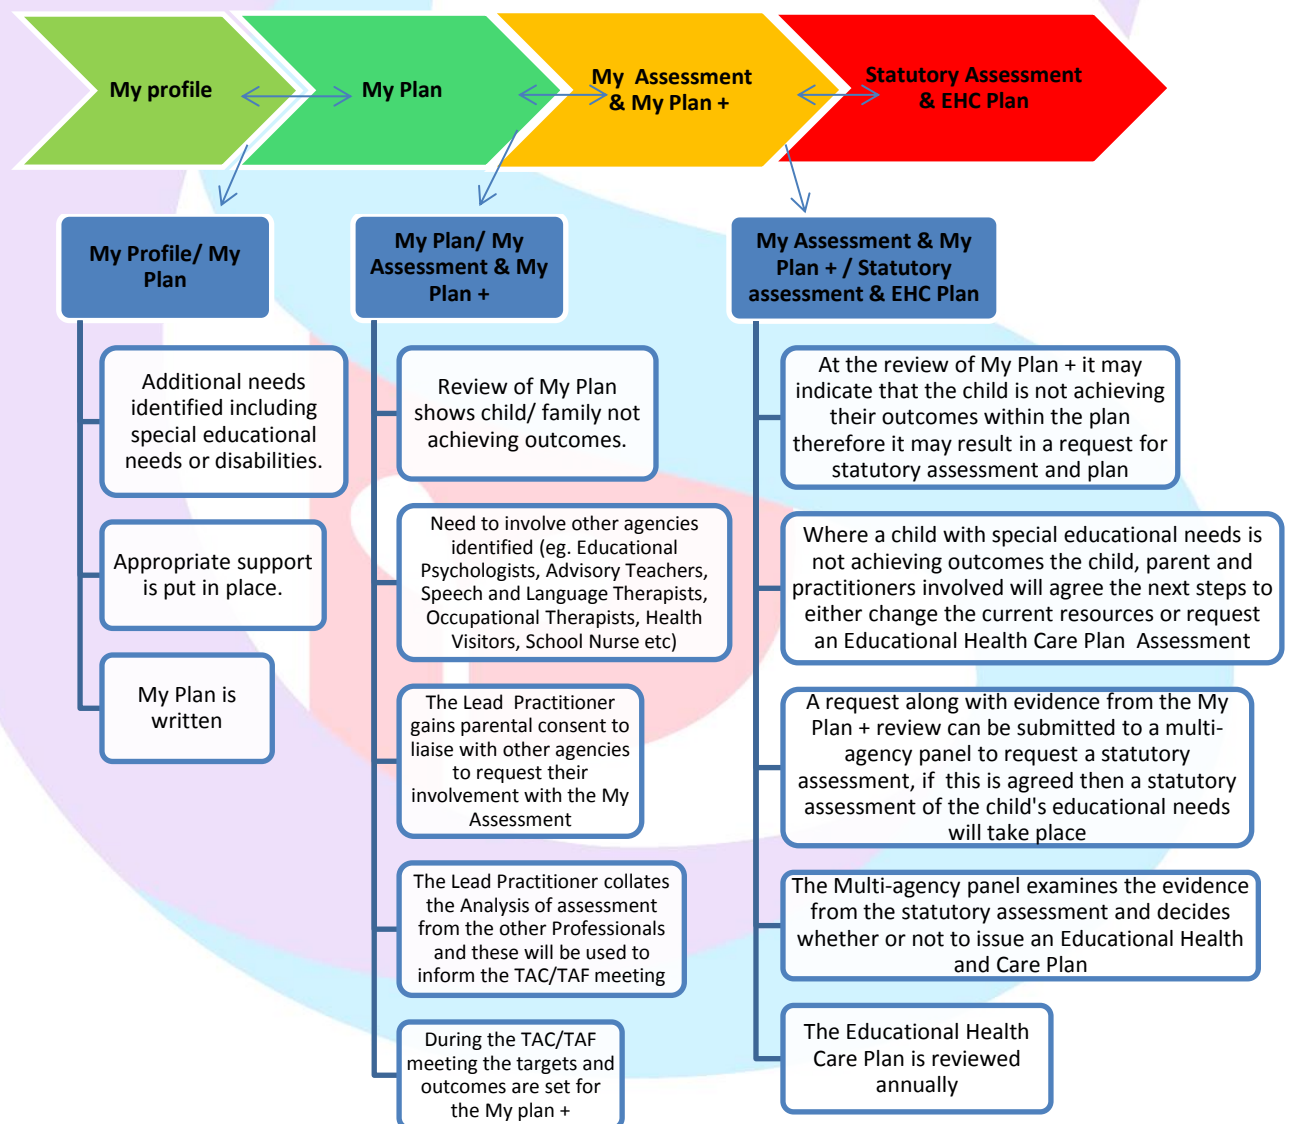 My profile
My Plan
My  Assessment
& My Plan +
Statutory Assessment
& EHC Plan
My Profile/ My
Plan
Additional needs
identified including
special educational
needs or disabilities.
Appropriate support
is put in place.
My Plan is
written
My Plan/ My
Assessment & My
Plan +
Review of My Plan
shows child/ family not
achieving outcomes.
Need to involve other agencies
identified (eg. Educational
Psychologists, Advisory Teachers,
Speech and Language Therapists,
Occupational Therapists, Health
Visitors, School Nurse etc)
The Lead  Practitioner
gains parental consent to
liaise with other agencies
to request their
involvement with the My
Assessment
The Lead Practitioner collates
the Analysis of assessment
from the other Professionals
and these will be used to
inform the TAC/TAF meeting
During the TAC/TAF
meeting the targets and
outcomes are set for
the My plan +
My Assessment & My
Plan + / Statutory
assessment & EHC Plan
At the review of My Plan + it may
indicate that the child is not achieving
their outcomes within the plan
therefore it may result in a request for
statutory assessment and plan
Where a child with special educational needs is
not achieving outcomes the child, parent and
practitioners involved will agree the next steps to
either change the current resources or request
an Educational Health Care Plan  Assessment
A request along with evidence from the My
Plan + review can be submitted to a multi-
agency panel to request a statutory
assessment, if  this is agreed then a statutory
assessment of the child's educational needs
will take place
The Multi-agency panel examines the evidence
from the statutory assessment and decides
whether or not to issue an Educational Health
and Care Plan
The Educational Health
Care Plan is reviewed
annually